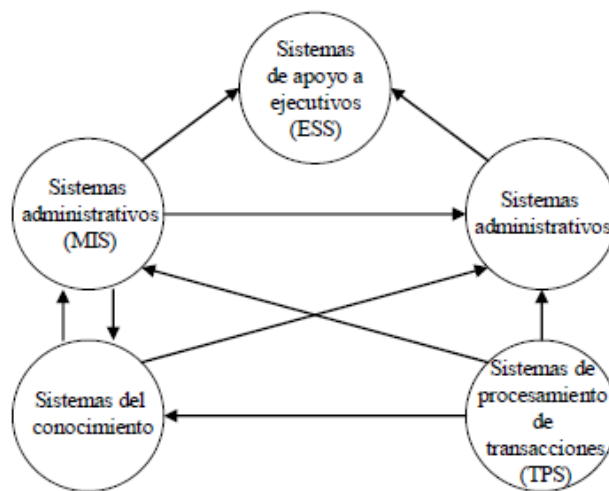 Sistemas
de apoyo a
ejecutivos
(ESS)
Sistemas
administrativos
(MIS)
Sistemas
administrativos
Sistemas del
conocimiento
Sistemas de
procesamiento
de
transacciones
(TPS)